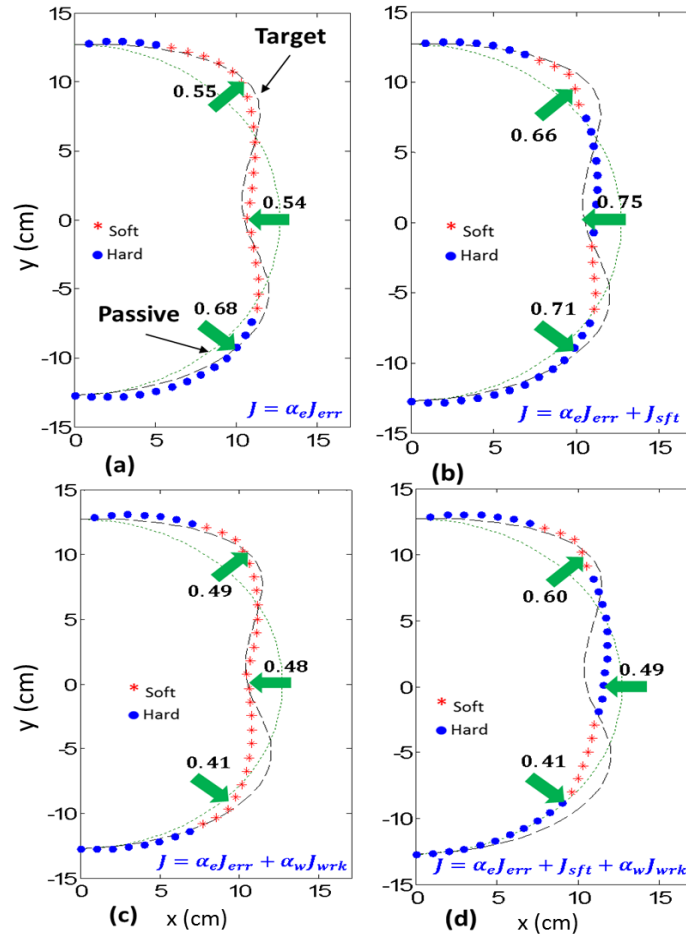 15
Target
10
0.55
5
0.54
y (cm)
0
* Soft
● Hard
Passive
0.68
-5
-10
J = αₑJₑᵣᵣ
-15
0
5
10
15
(a)
15
10
0.66
5
0.75
0
* Soft
● Hard
0.71
-5
-10
J = αₑJₑᵣᵣ + J_sft
-15
0
5
10
15
(b)
15
10
0.49
5
0.48
y (cm)
0
* Soft
● Hard
0.41
-5
-10
J = αₑJₑᵣᵣ + α_wJ_wrk
-15
0
5
10
15
(c)
x (cm)
15
10
0.60
5
0.49
0
* Soft
● Hard
0.41
-5
-10
J = αₑJₑᵣᵣ + J_sft + α_wJ_wrk
-15
0
5
10
15
(d)
x (cm)